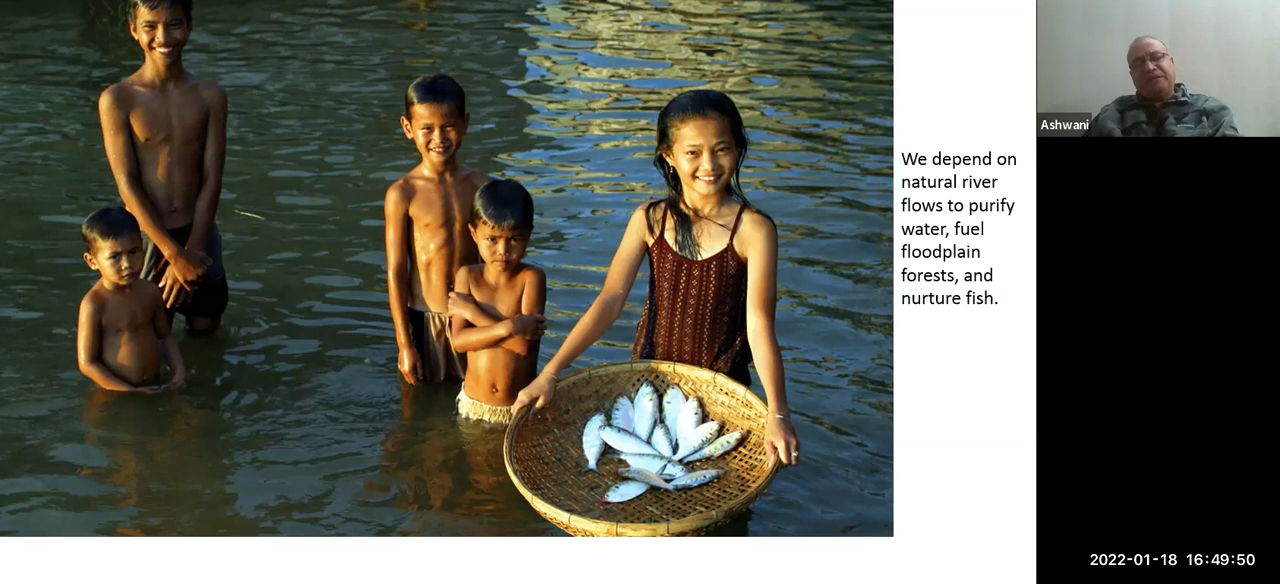 We depend on
natural river
flows to purify
water, fuel
floodplain
forests, and
nurture fish.
Ashwani
2022-01-18 16:49:50